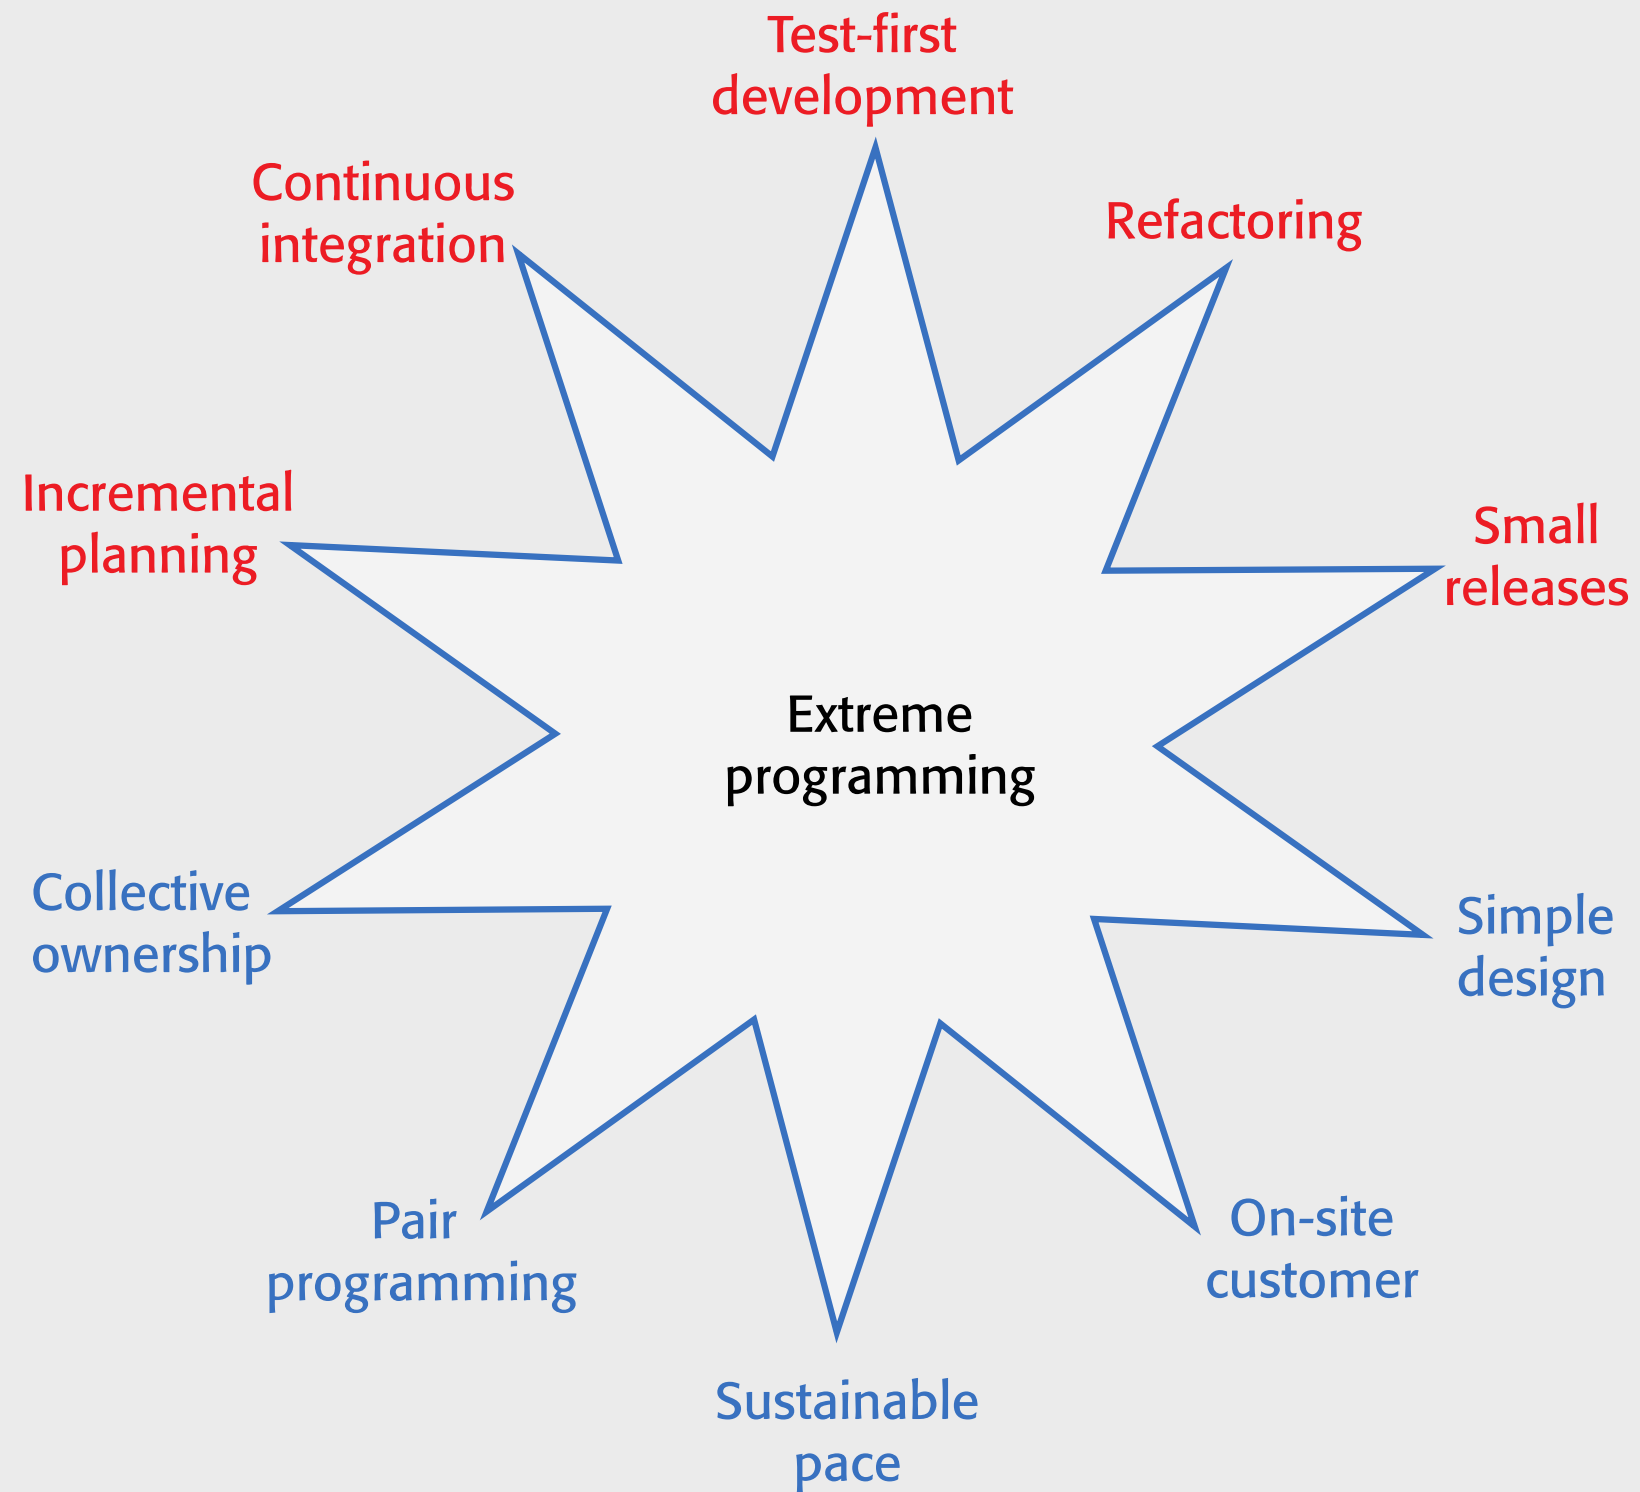 Test-first
development
Continuous
integration
Refactoring
Incremental
planning
Small
releases
Extreme
programming
Collective
ownership
Simple
design
Pair
programming
On-site
customer
Sustainable
pace